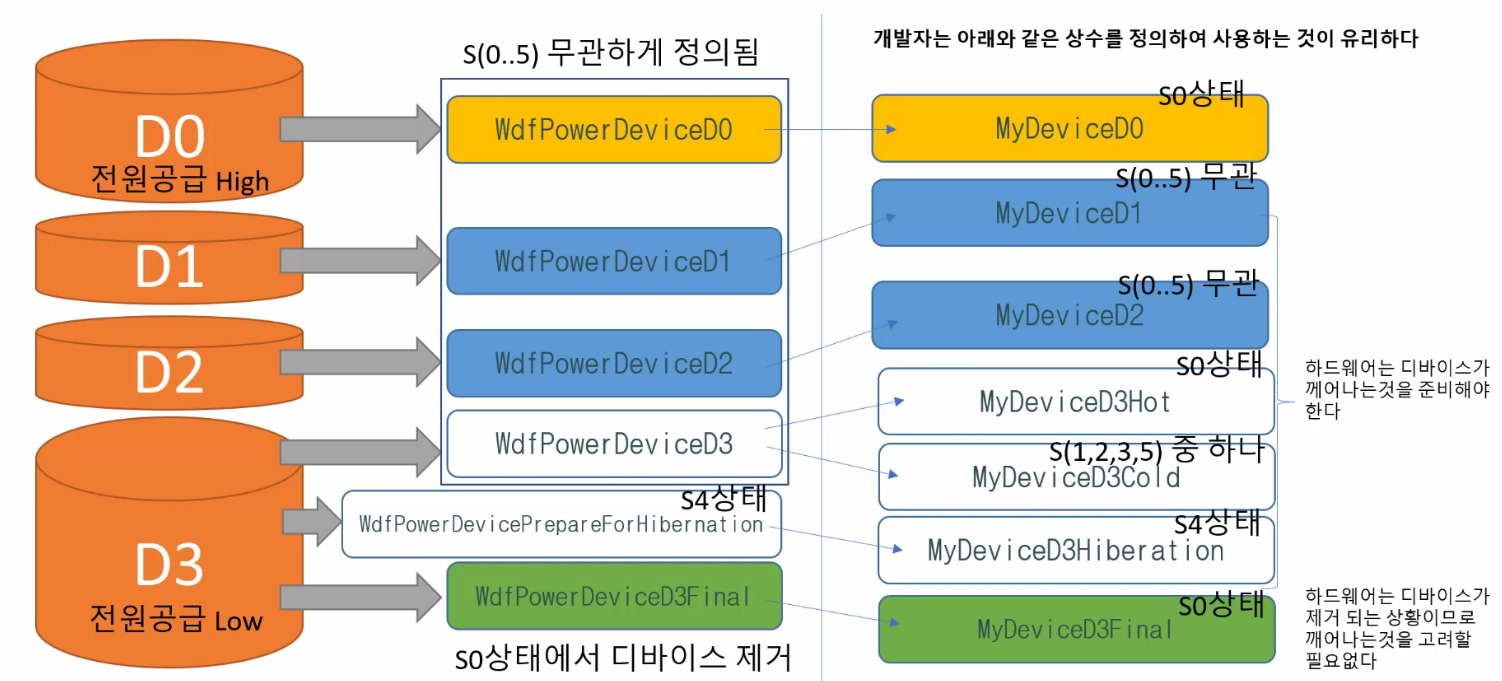 S(0..5) 무관하게 정의됨
개발자는 아래와 같은 상수를 정의하여 사용하는 것이 유리하다
D0
전원공급 High
WdfPowerDeviceD0
S0상태
MyDeviceD0
D1
WdfPowerDeviceD1
S(0..5) 무관
MyDeviceD1
D2
WdfPowerDeviceD2
S(0..5) 무관
MyDeviceD2
D3
전원공급 Low
WdfPowerDeviceD3
S0상태
MyDeviceD3Hot
S(1,2,3,5) 중 하나
MyDeviceD3Cold
S4상태
WdfPowerDevicePrepareForHibernation
S4상태
MyDeviceD3Hiberation
WdfPowerDeviceD3Final
S0상태
MyDeviceD3Final
S0상태에서 디바이스 제거
하드웨어는 디바이스가
깨어나는것을 준비해야
한다
하드웨어는 디바이스가
제거 되는 상황이므로
깨어나는것을 고려할
필요없다